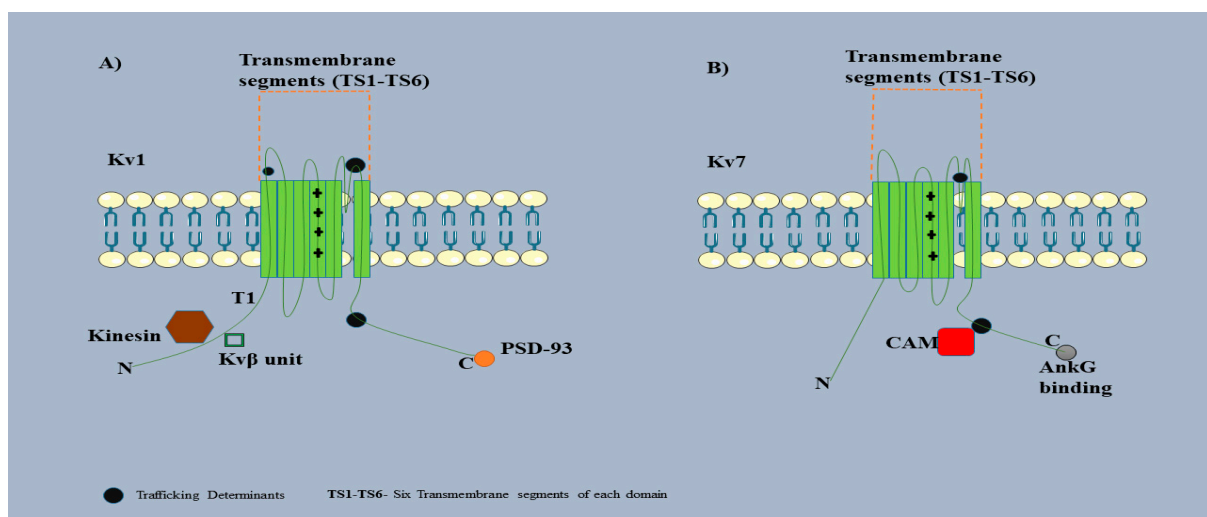 A)
Transmembrane
segments (TS1-TS6)
Kv1
+
+
+
+
T1
Kinesin
Kvβ unit
N
C
PSD-93
B)
Transmembrane
segments (TS1-TS6)
Kv7
+
+
+
+
CAM
N
C
AnkG
binding
Trafficking Determinants
TS1-TS6- Six Transmembrane segments of each domain